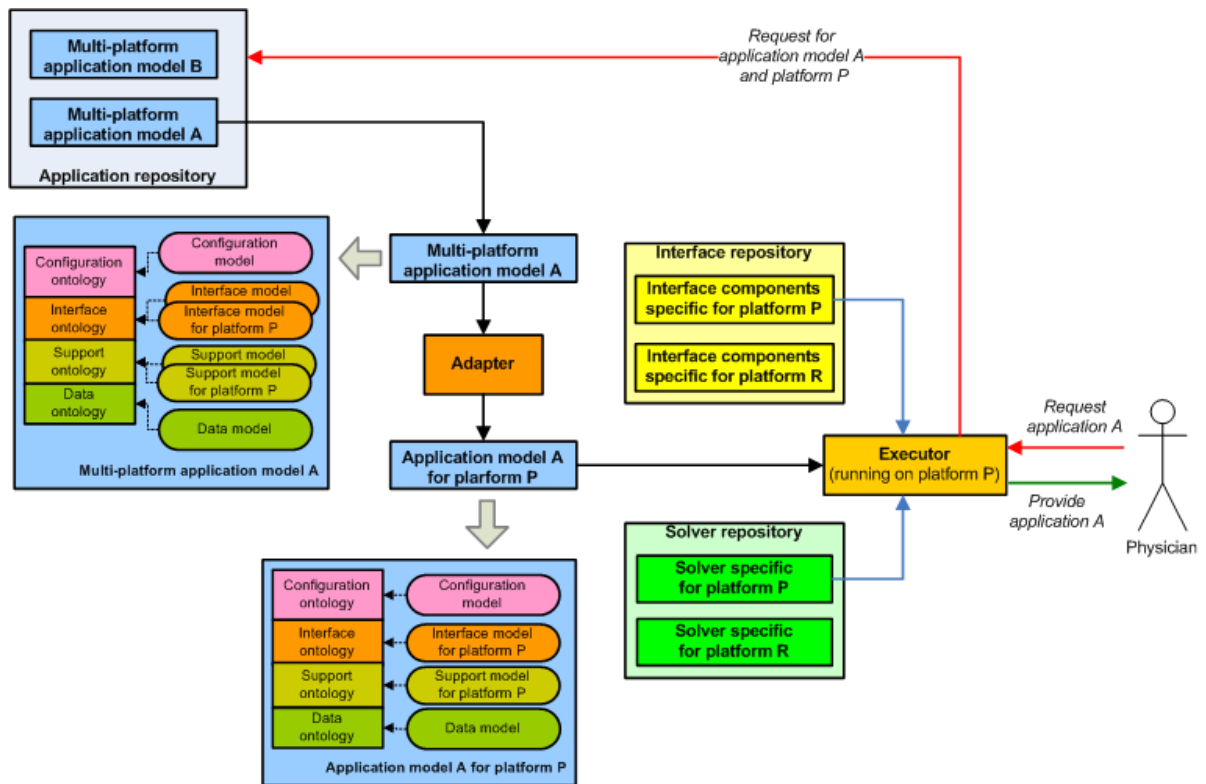 Multi-platform
application model B
Multi-platform
application model A
Application repository
Request for
application model A
and platform P
Configuration
ontology
Interface
ontology
Support
ontology
Data
ontology
Configuration
model
Interface model
Interface model
for platform P
Support model
Support model
for platform P
Data model
Multi-platform application model A
Multi-platform
application model A
Adapter
Application model A
for plarform P
Interface repository
Interface components
specific for platform P
Interface components
specific for platform R
Executor
(running on platform P)
Request
application A
Provide
application A
Physician
Solver repository
Solver specific
for platform P
Solver specific
for platform R
Configuration
ontology
Interface
ontology
Support
ontology
Data
ontology
Configuration
model
Interface model
for platform P
Support model
for platform P
Data model
Application model A for platform P